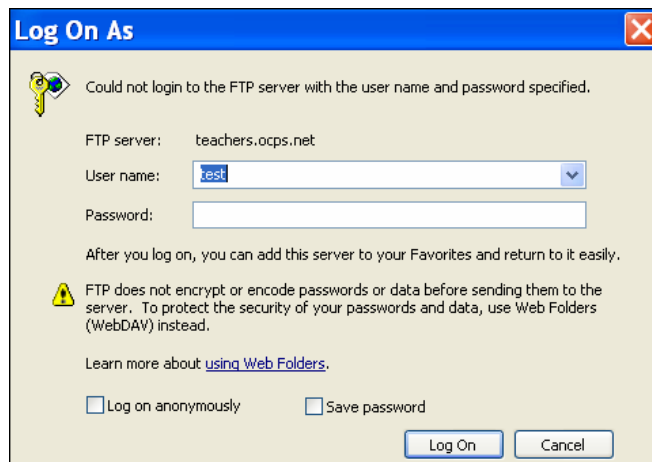 Log On As
Could not login to the FTP server with the user name and password specified.
FTP server: teachers.ocps.net
User name: test
Password:
After you log on, you can add this server to your Favorites and return to it easily.
FTP does not encrypt or encode passwords or data before sending them to the
server. To protect the security of your passwords and data, use Web Folders
(WebDAV) instead.
Learn more about using Web Folders.
Log on anonymously Save password
Log On Cancel